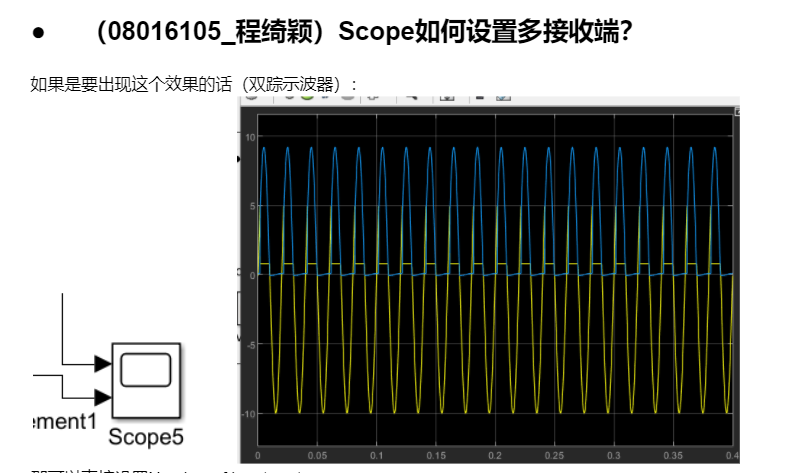 ● （08016105_程绮颖）Scope如何设置多接收端？
如果是要出现这个效果的话（双踪示波器）：
10
5
0
-5
-10
0 0.05 0.1 0.15 0.2 0.25 0.3 0.35 0.4
ement1
Scope5